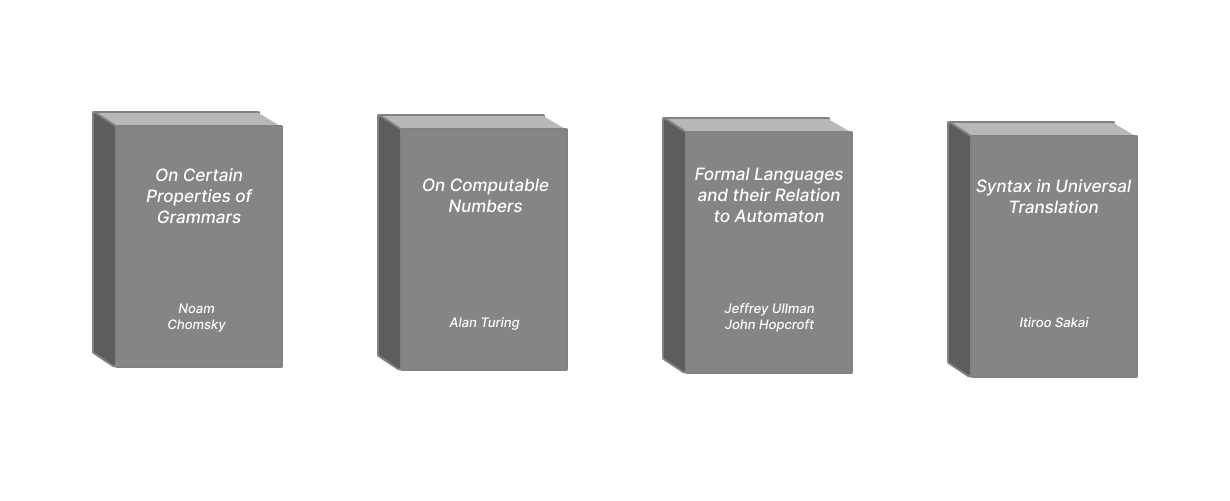 On Certain
Properties of
Grammars
Noam
Chomsky
On Computable
Numbers
Alan Turing
Formal Languages
and their Relation
to Automaton
Jeffrey Ullman
John Hopcroft
Syntax in Universal
Translation
Itiroo Sakai